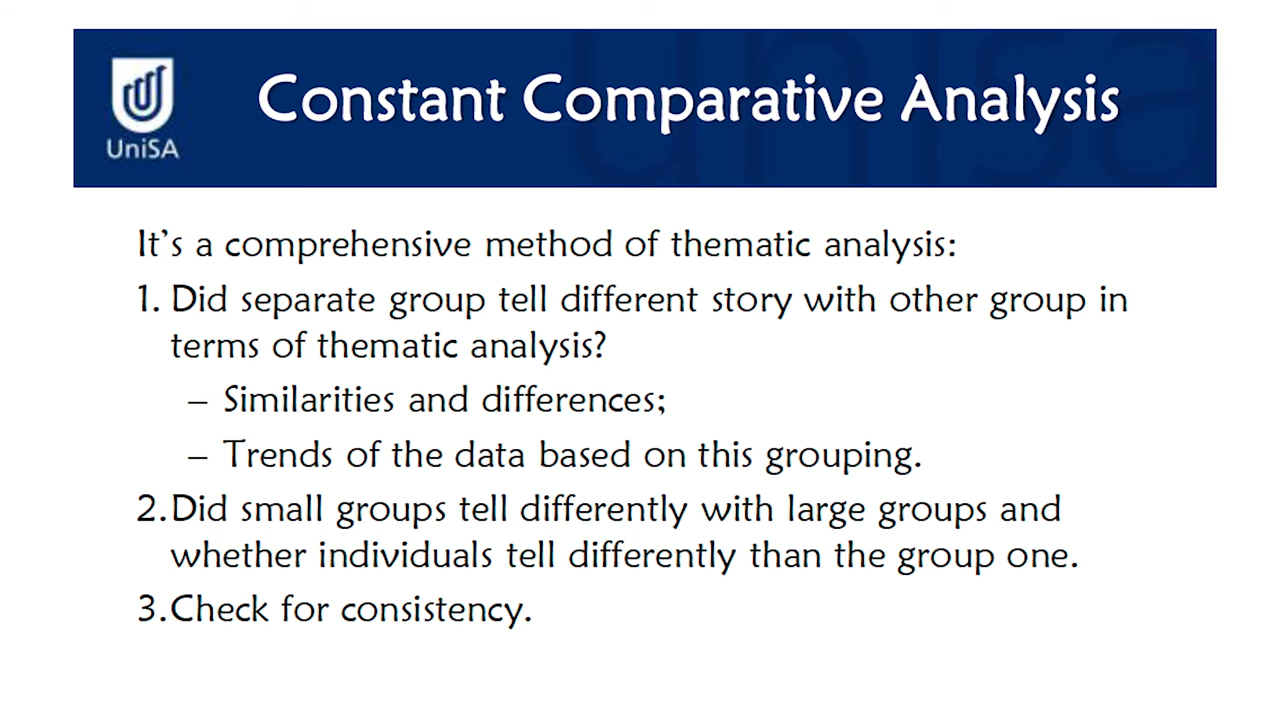 UniSA
Constant Comparative Analysis
It's a comprehensive method of thematic analysis:
1. Did separate group tell different story with other group in
terms of thematic analysis?
– Similarities and differences;
– Trends of the data based on this grouping.
2.Did small groups tell differently with large groups and
whether individuals tell differently than the group one.
3.Check for consistency.